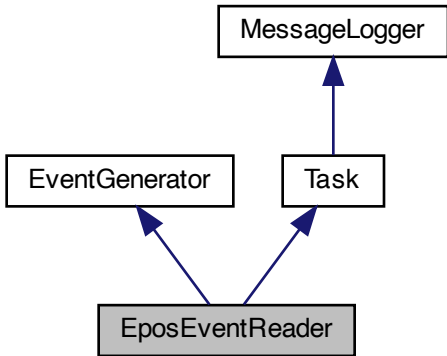 MessageLogger
EventGenerator
Task
EposEventReader